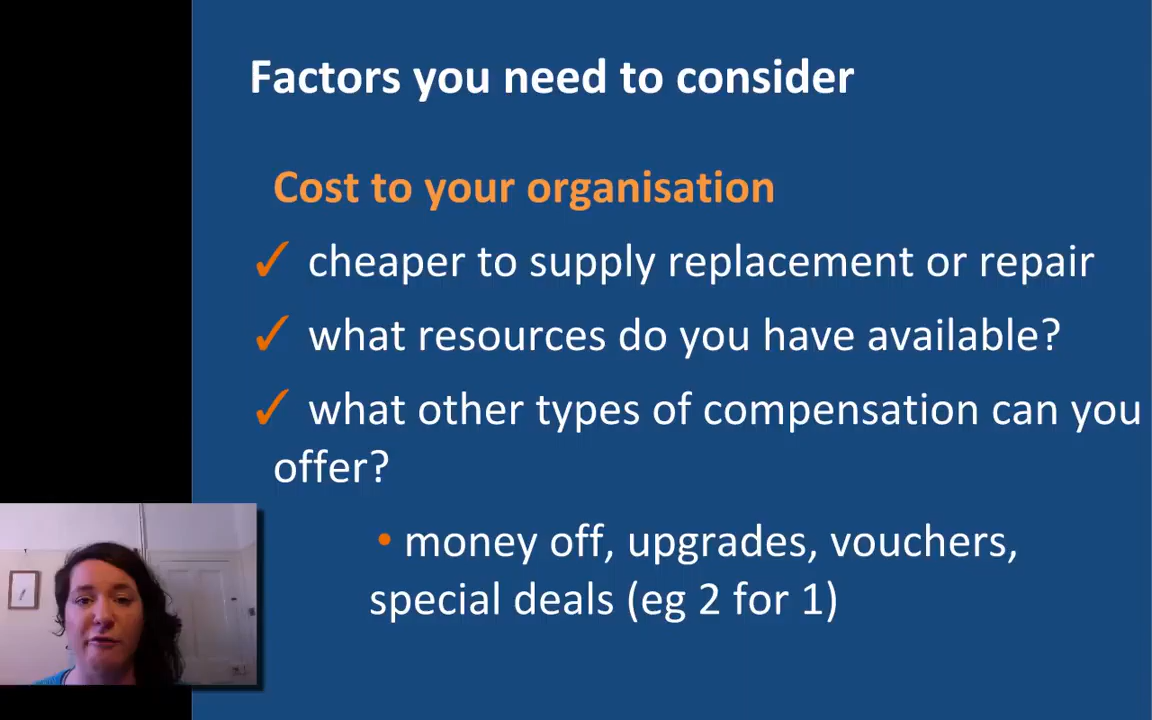 Factors you need to consider
Cost to your organisation
✓ cheaper to supply replacement or repair
✓ what resources do you have available?
✓ what other types of compensation can you
offer?
• money off, upgrades, vouchers,
special deals (eg 2 for 1)